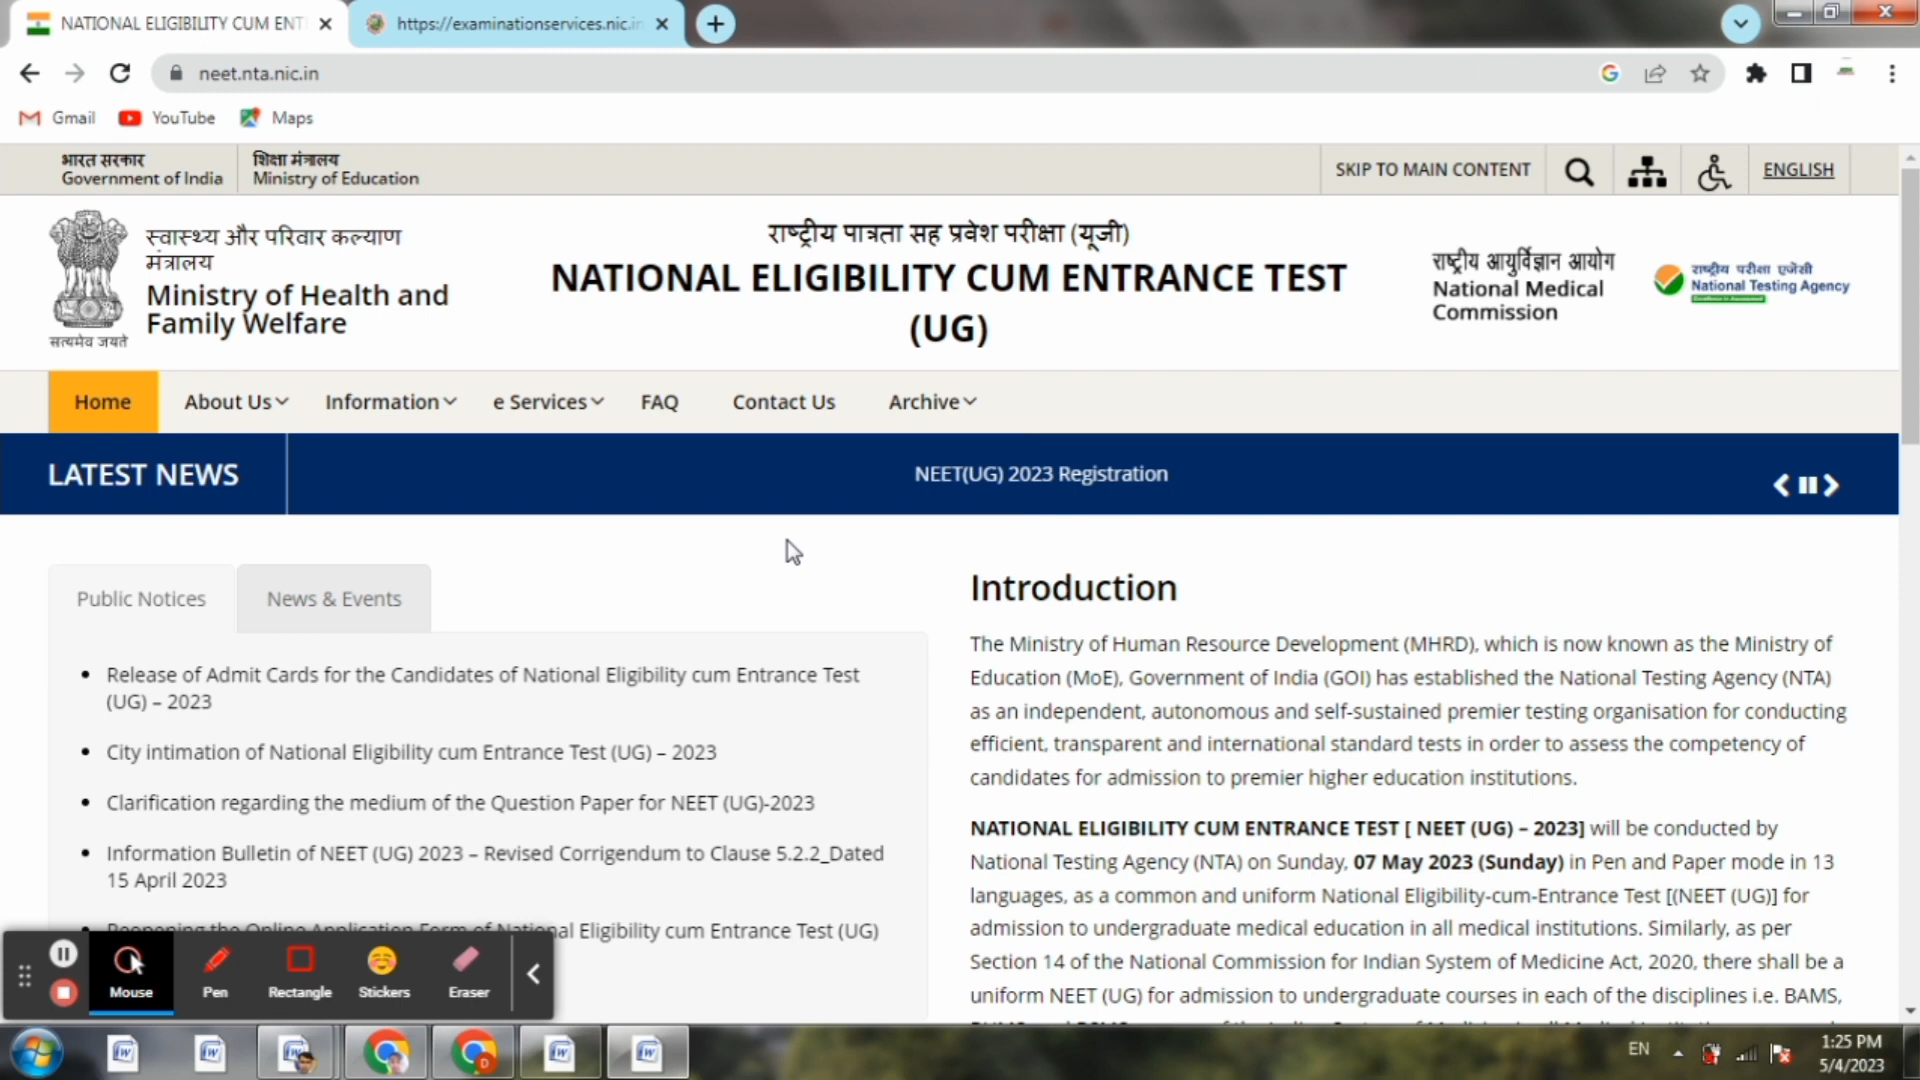 NATIONAL ELIGIBILITY CUM ENT
https://examinationservices.nic.in
neet.nta.nic.in
Gmail
YouTube
Maps
भारत सरकार
Government of India
शिक्षा मंत्रालय
Ministry of Education
SKIP TO MAIN CONTENT
ENGLISH
सत्यमेव जयते
स्वास्थ्य और परिवार कल्याण
मंत्रालय
Ministry of Health and
Family Welfare
राष्ट्रीय पात्रता सह प्रवेश परीक्षा (यूजी)
NATIONAL ELIGIBILITY CUM ENTRANCE TEST
(UG)
राष्ट्रीय आयुर्विज्ञान आयोग
National Medical
Commission
राष्ट्रीय परीक्षा एजेंसी
National Testing Agency
Excellence in Assessment
Home
About Us
Information
e Services
FAQ
Contact Us
Archive
LATEST NEWS
NEET(UG) 2023 Registration
Public Notices
News & Events
Release of Admit Cards for the Candidates of National Eligibility cum Entrance Test
(UG) – 2023
City intimation of National Eligibility cum Entrance Test (UG) – 2023
Clarification regarding the medium of the Question Paper for NEET (UG)-2023
Information Bulletin of NEET (UG) 2023 – Revised Corrigendum to Clause 5.2.2_Dated
15 April 2023
Reopening the Online Application Form of National Eligibility cum Entrance Test (UG)
Introduction
The Ministry of Human Resource Development (MHRD), which is now known as the Ministry of
Education (MoE), Government of India (GOI) has established the National Testing Agency (NTA)
as an independent, autonomous and self-sustained premier testing organisation for conducting
efficient, transparent and international standard tests in order to assess the competency of
candidates for admission to premier higher education institutions.
NATIONAL ELIGIBILITY CUM ENTRANCE TEST [ NEET (UG) – 2023] will be conducted by
National Testing Agency (NTA) on Sunday, 07 May 2023 (Sunday) in Pen and Paper mode in 13
languages, as a common and uniform National Eligibility-cum-Entrance Test [(NEET (UG)] for
admission to undergraduate medical education in all medical institutions. Similarly, as per
Section 14 of the National Commission for Indian System of Medicine Act, 2020, there shall be a
uniform NEET (UG) for admission to undergraduate courses in each of the disciplines i.e. BAMS,
Mouse
Pen
Rectangle
Stickers
Eraser
EN
1:25 PM
5/4/2023